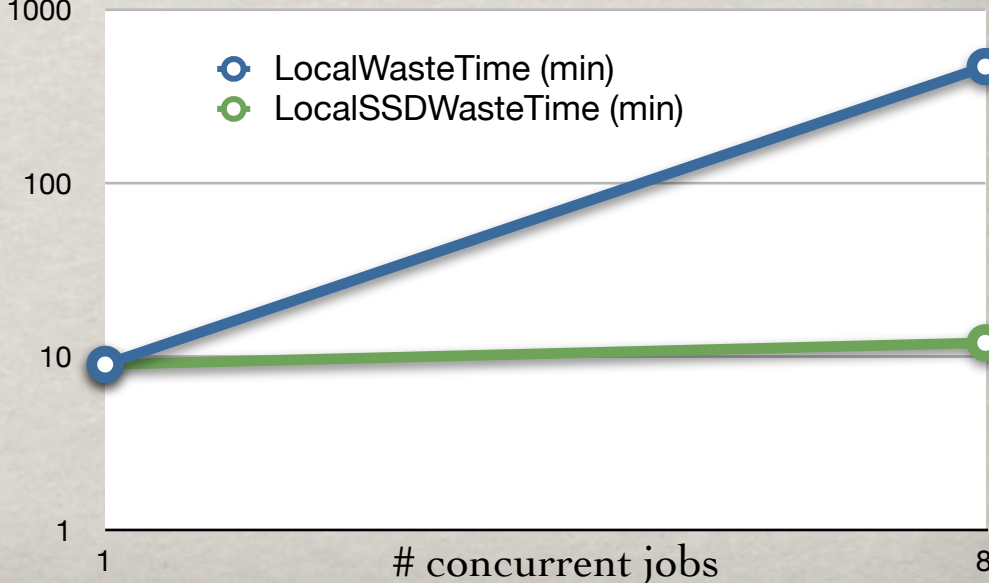 1000
LocalWasteTime (min)
LocalSSDWasteTime (min)
100
10
1
1 # concurrent jobs 8